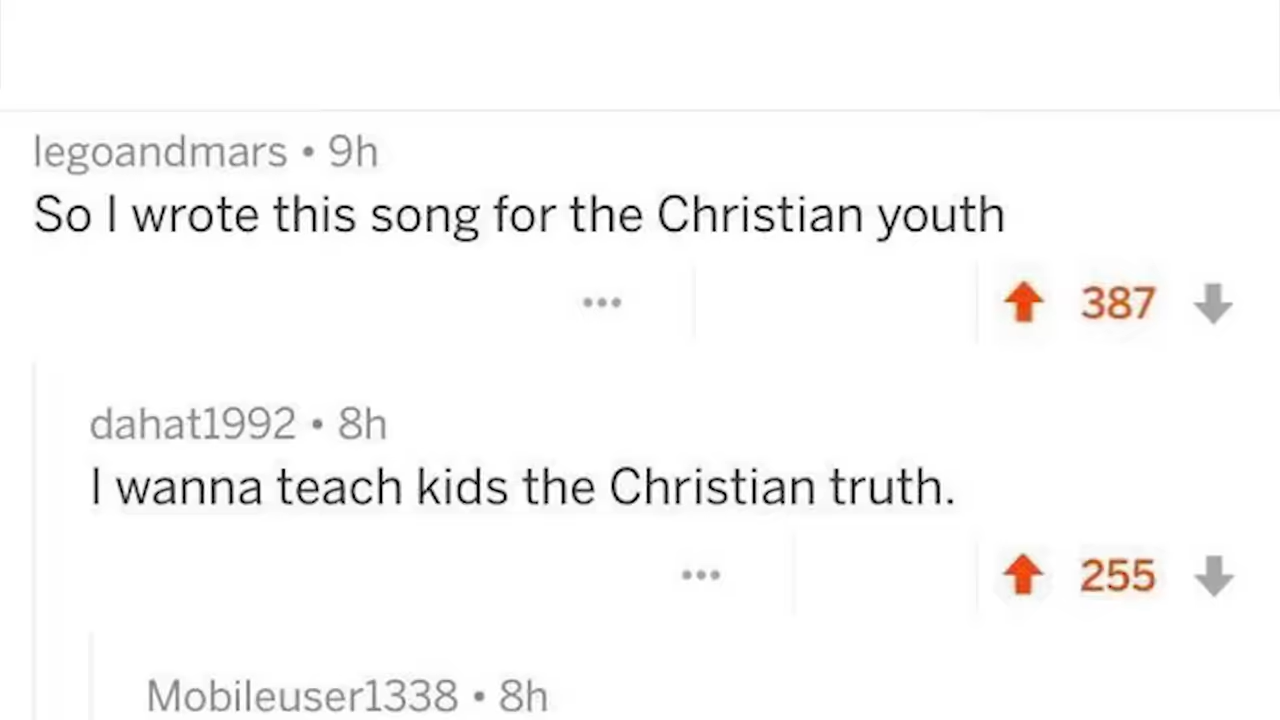 legoandmars • 9h
So I wrote this song for the Christian youth
387
dahat1992 • 8h
I wanna teach kids the Christian truth.
255
Mobileuser1338 • 8h